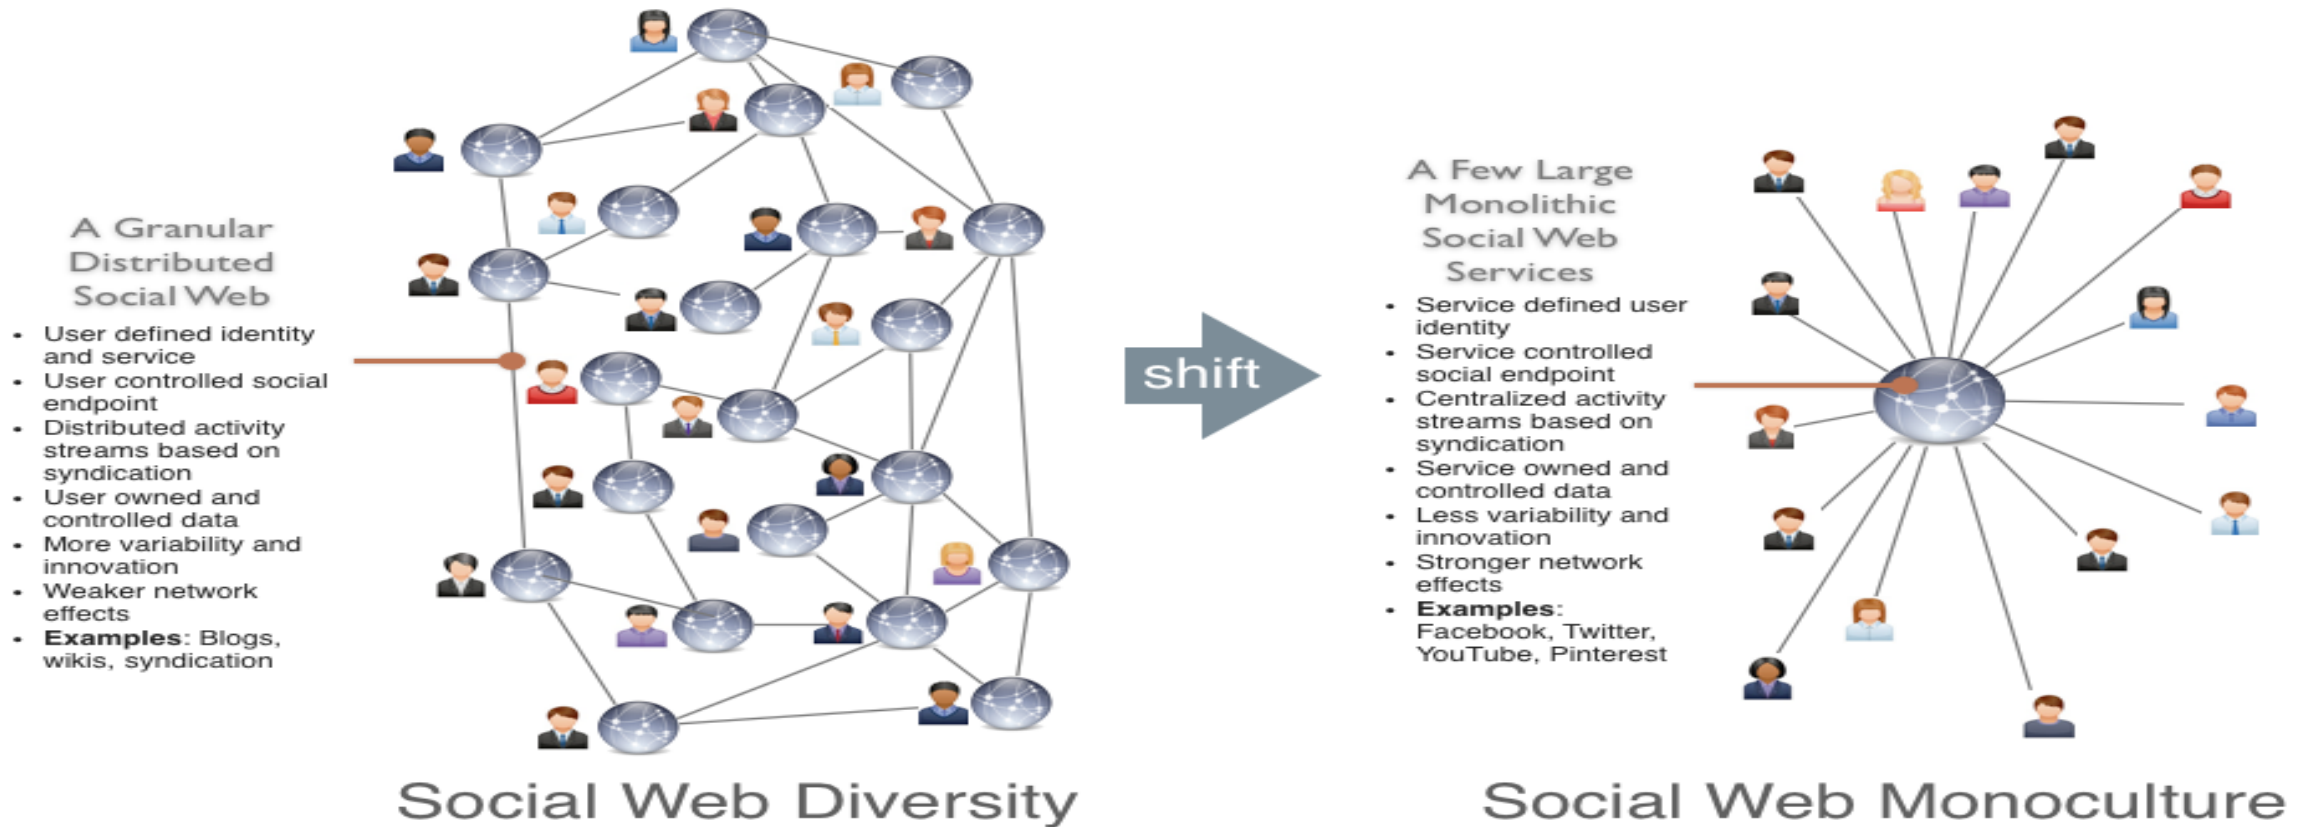 A Granular
Distributed
Social Web
• User defined identity
and service
• User controlled social
endpoint
• Distributed activity
streams based on
syndication
• User owned and
controlled data
• More variability and
innovation
• Weaker network
effects
• Examples: Blogs,
wikis, syndication
Social Web Diversity
shift
A Few Large
Monolithic
Social Web
Services
• Service defined user
identity
• Service controlled
social endpoint
• Centralized activity
streams based on
syndication
• Service owned and
controlled data
• Less variability and
innovation
• Stronger network
effects
• Examples:
Facebook, Twitter,
YouTube, Pinterest
Social Web Monoculture